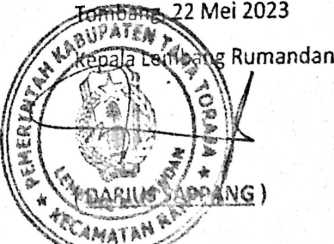 Tombang, 22 Mei 2023
Kepala Lembang Rumandan
PEMERINTAH KABUPATEN TANA TORAJA
( DARIUS SAPPANG )
KECAMATAN